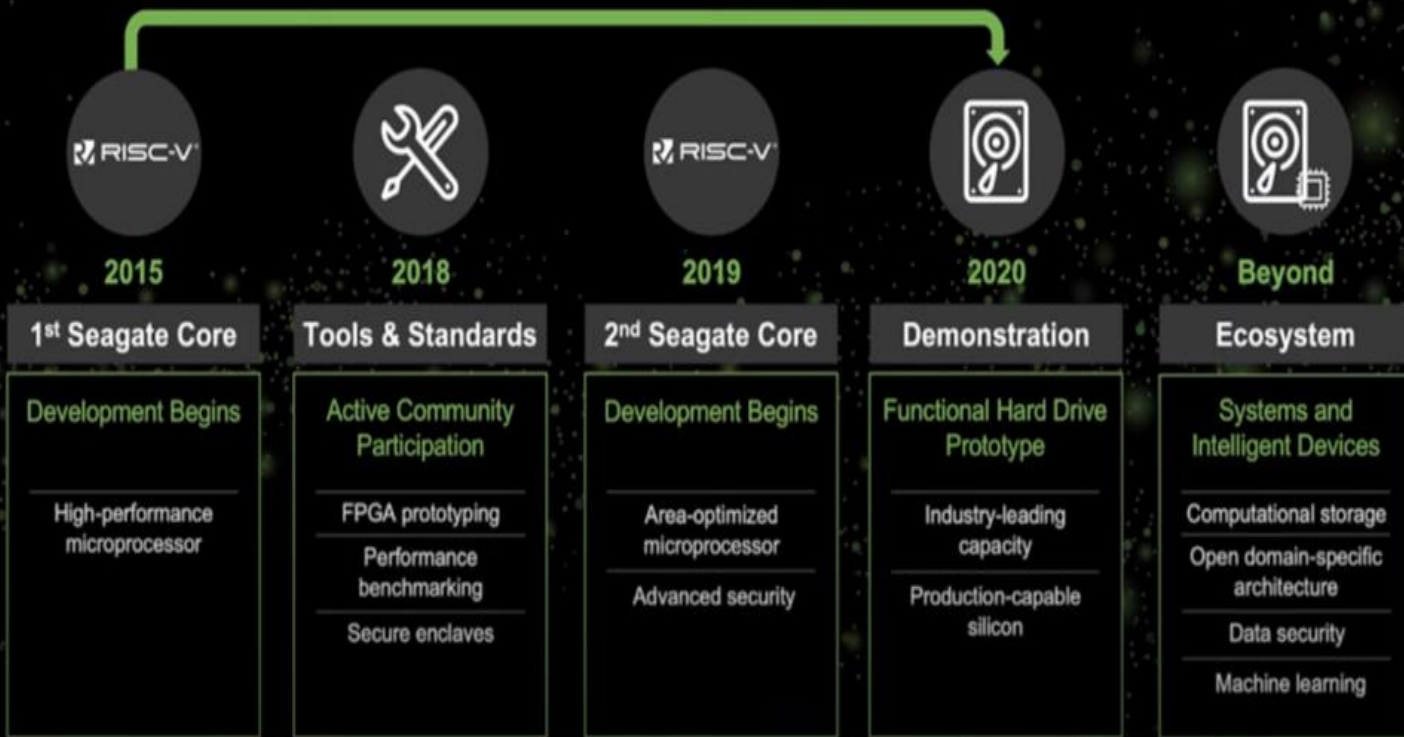 RISC-V
2015
1st Seagate Core
Development Begins
High-performance
microprocessor
2018
Tools & Standards
Active Community
Participation
FPGA prototyping
Performance
benchmarking
Secure enclaves
RISC-V
2019
2nd Seagate Core
Development Begins
Area-optimized
microprocessor
Advanced security
2020
Demonstration
Functional Hard Drive
Prototype
Industry-leading
capacity
Production-capable
silicon
Beyond
Ecosystem
Systems and
Intelligent Devices
Computational storage
Open domain-specific
architecture
Data security
Machine learning